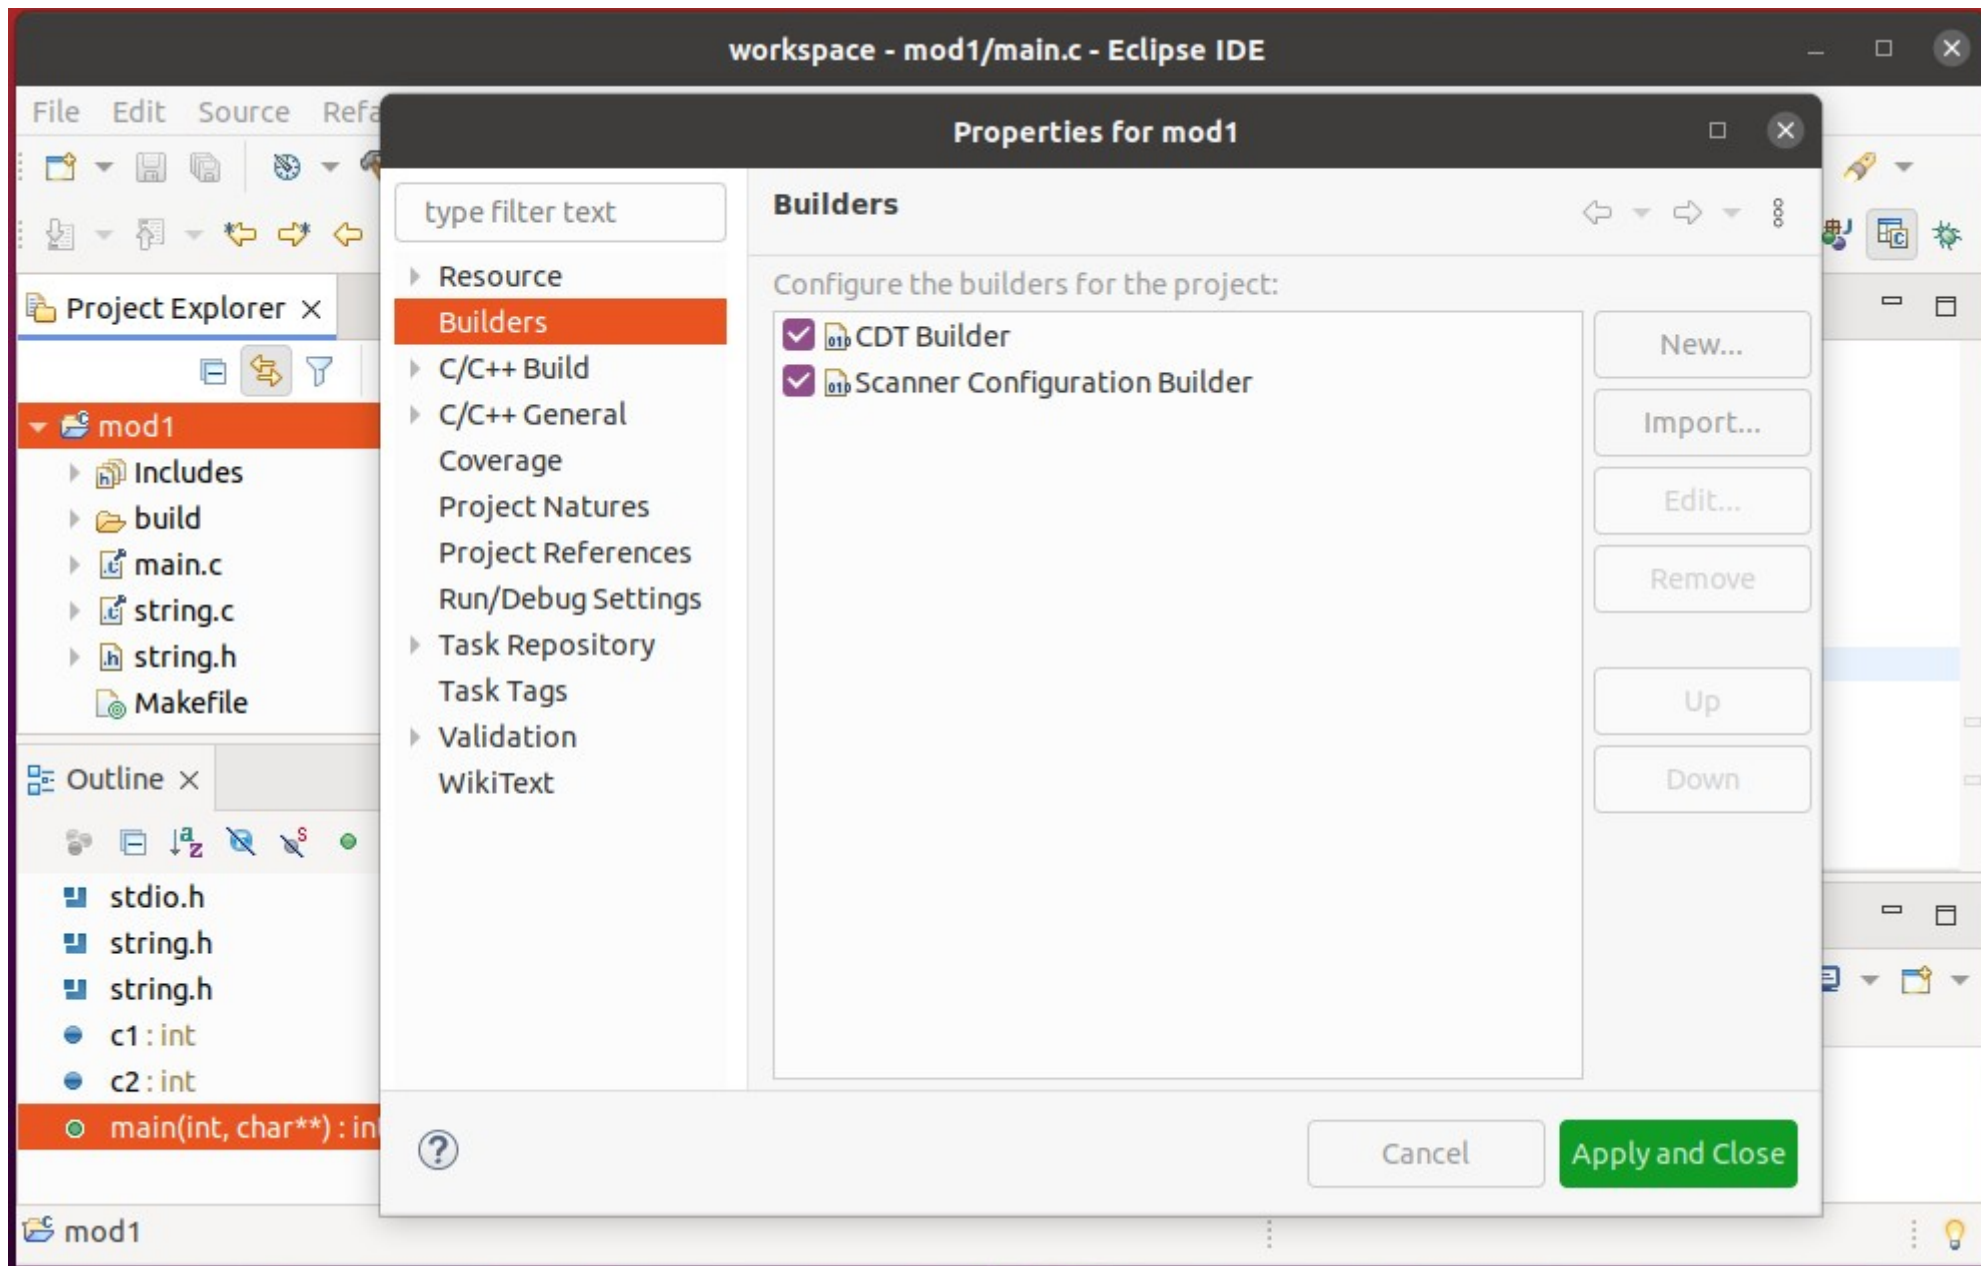 workspace - mod1/main.c - Eclipse IDE
File Edit Source Refa
Properties for mod1
type filter text
Resource
Builders
C/C++ Build
C/C++ General
Coverage
Project Natures
Project References
Run/Debug Settings
Task Repository
Task Tags
Validation
WikiText
Builders
Configure the builders for the project:
CDT Builder
Scanner Configuration Builder
New...
Import...
Edit...
Remove
Up
Down
Cancel
Apply and Close
Project Explorer
mod1
Includes
build
main.c
string.c
string.h
Makefile
Outline
stdio.h
string.h
string.h
c1 : int
c2 : int
main(int, char**) : int
mod1